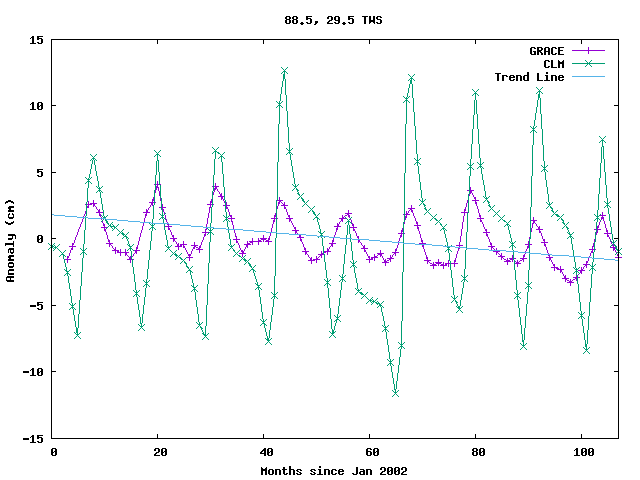 88.5, 29.5 TWS
GRACE
CLM
Trend Line
15
10
5
0
-5
-10
-15
Anomaly (cm)
0 20 40 60 80 100
Months since Jan 2002